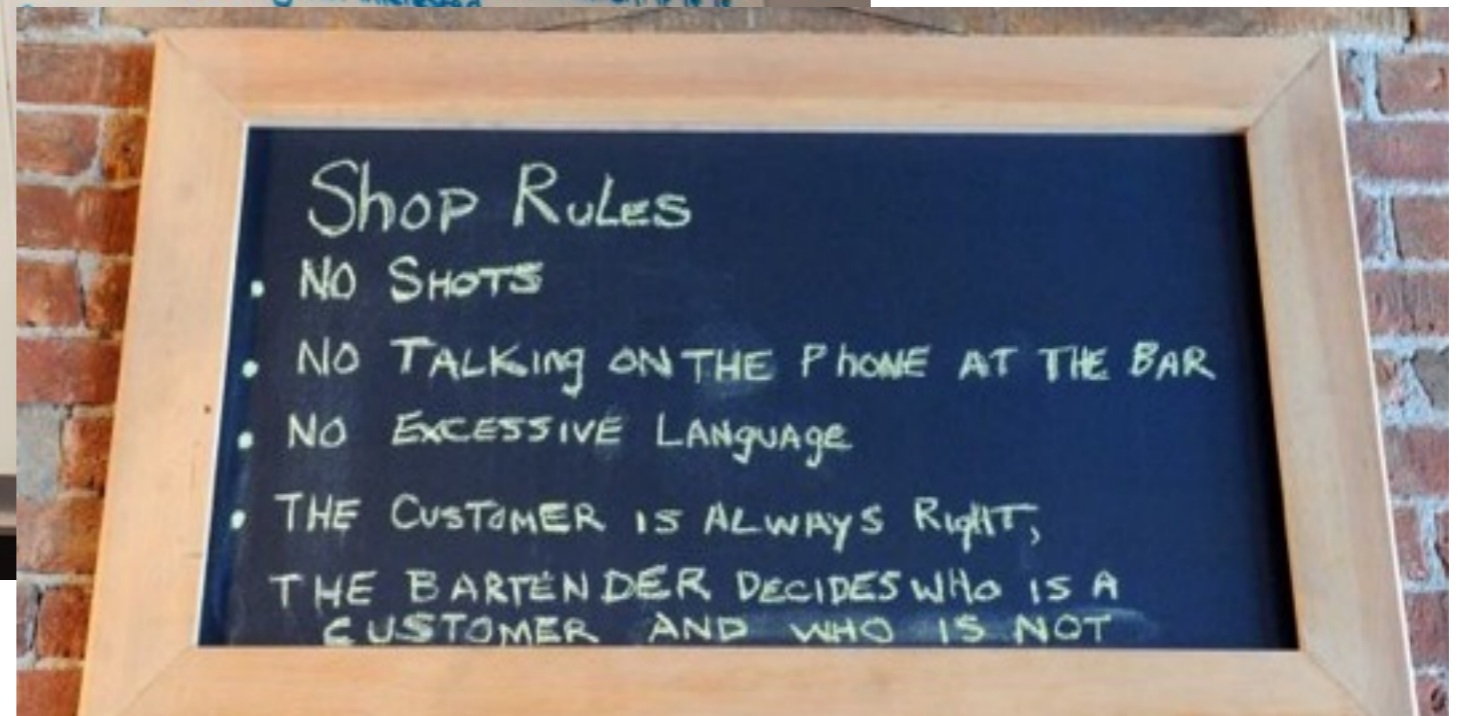 Shop Rules
• No Shots
• No Talking on the Phone at the Bar
• No Excessive Language
• The Customer is Always Right,
The Bartender Decides Who is a
Customer and Who is Not